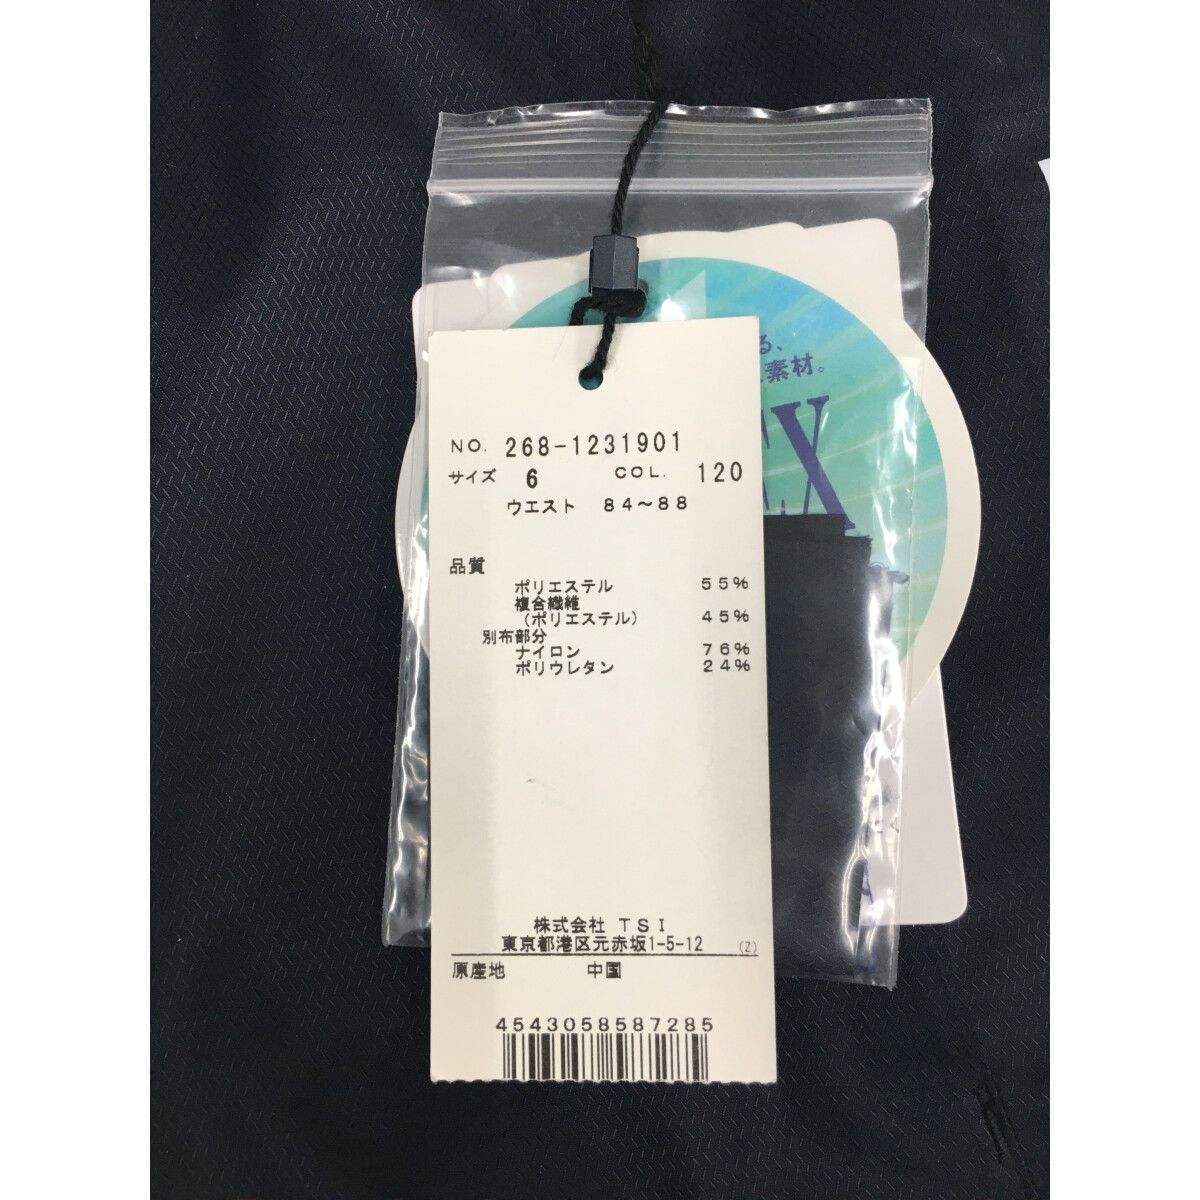 る、
素材。
EX
NO. 268-1231901
サイズ 6 COL. 120
ウエスト 84～88
品質
ポリエステル 55%
複合繊維
(ポリエステル) 45%
別布部分
ナイロン 76%
ポリウレタン 24%
株式会社 TSI
東京都港区元赤坂1-5-12 (Z)
原産地 中国
4543058587285